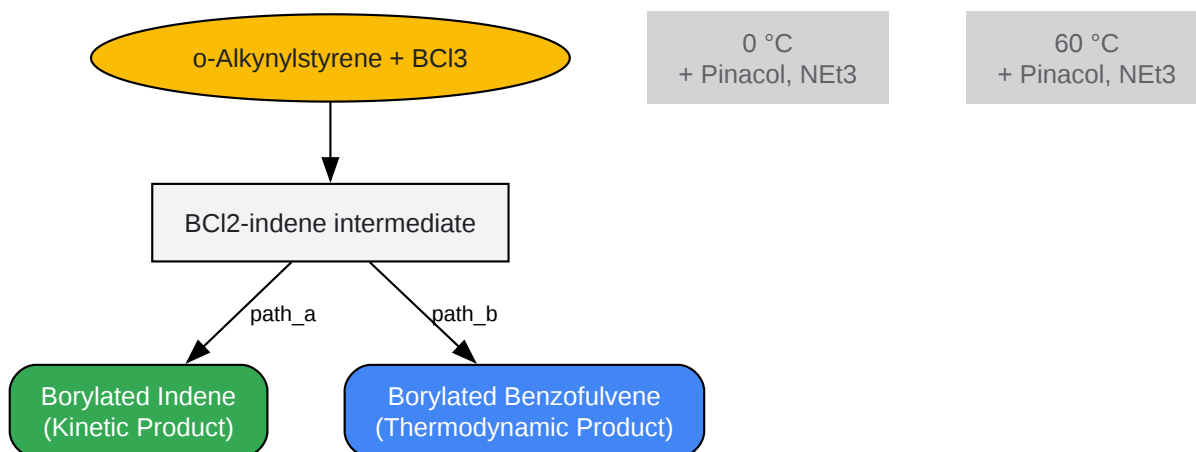 o-Alkynylstyrene + BCl3
0 °C
+ Pinacol, NEt3
60 °C
+ Pinacol, NEt3
BCl2-indene intermediate
path_a
path_b
Borylated Indene
(Kinetic Product)
Borylated Benzofulvene
(Thermodynamic Product)